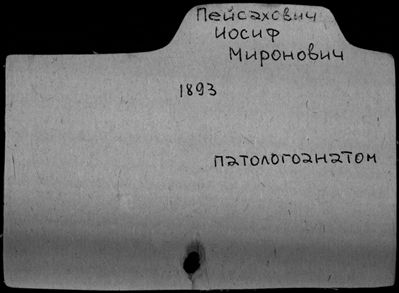 Пейсахович
Иосиф
Миронович
1893
патологоанатом